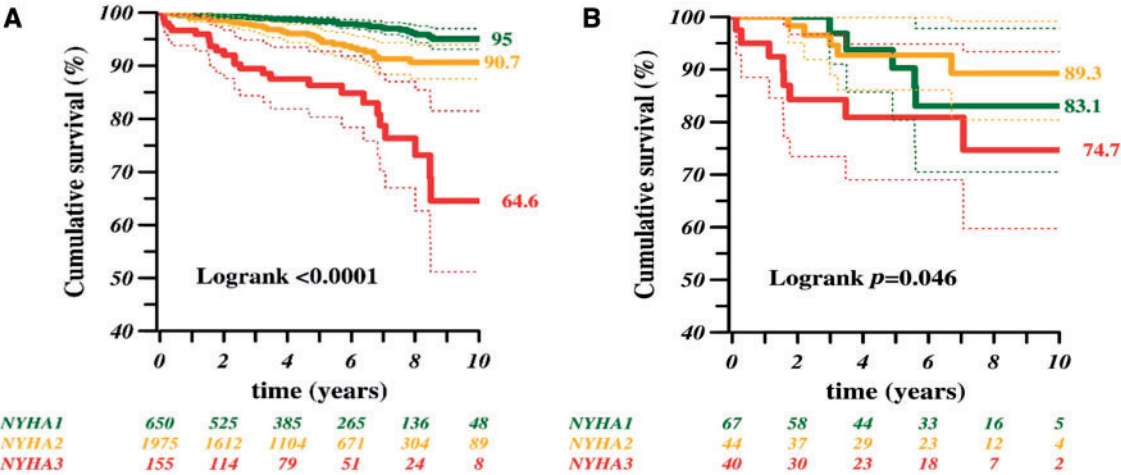 A
Cumulative survival (%)
100
90
80
70
60
50
40
95
90.7
64.6
Logrank <0.0001
0 2 4 6 8 10
time (years)
NYHA1 650 525 385 265 136 48
NYHA2 1975 1612 1104 671 304 89
NYHA3 155 114 79 51 24 8
B
Cumulative survival (%)
100
90
80
70
60
50
40
89.3
83.1
74.7
Logrank p=0.046
0 2 4 6 8 10
time (years)
NYHA1 67 58 44 33 16 5
NYHA2 44 37 29 23 12 4
NYHA3 40 30 23 18 7 2